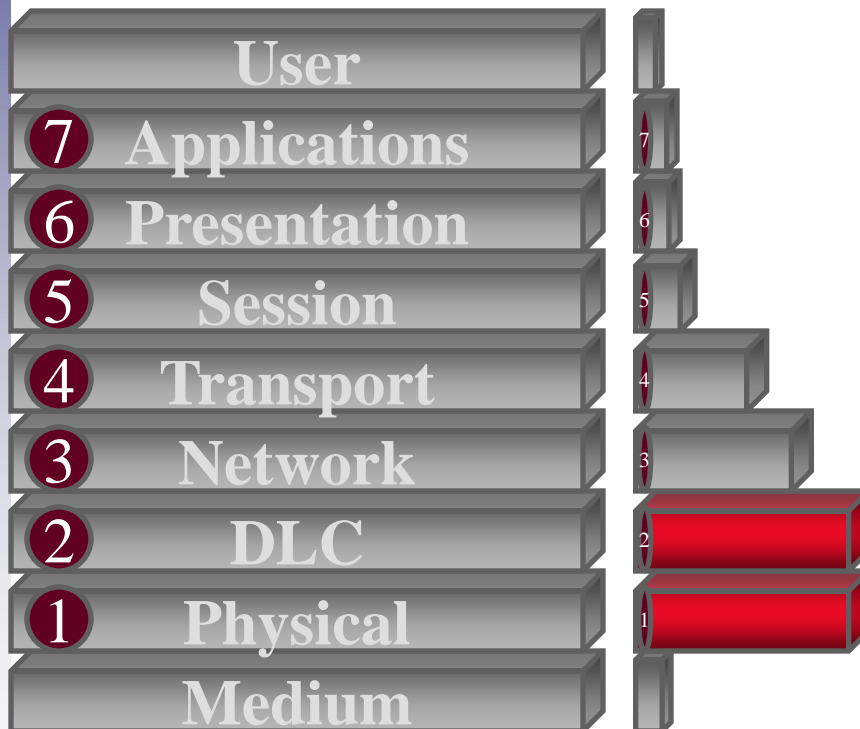 User
7 Applications 7
6 Presentation 6
5 Session 5
4 Transport 4
3 Network 3
2 DLC 2
1 Physical 1
Medium